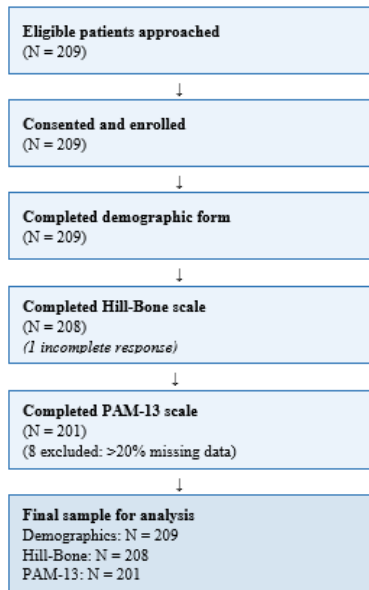 Eligible patients approached
(N = 209)
↓
Consented and enrolled
(N = 209)
↓
Completed demographic form
(N = 209)
↓
Completed Hill-Bone scale
(N = 208)
(1 incomplete response)
↓
Completed PAM-13 scale
(N = 201)
(8 excluded: >20% missing data)
↓
Final sample for analysis
Demographics: N = 209
Hill-Bone: N = 208
PAM-13: N = 201